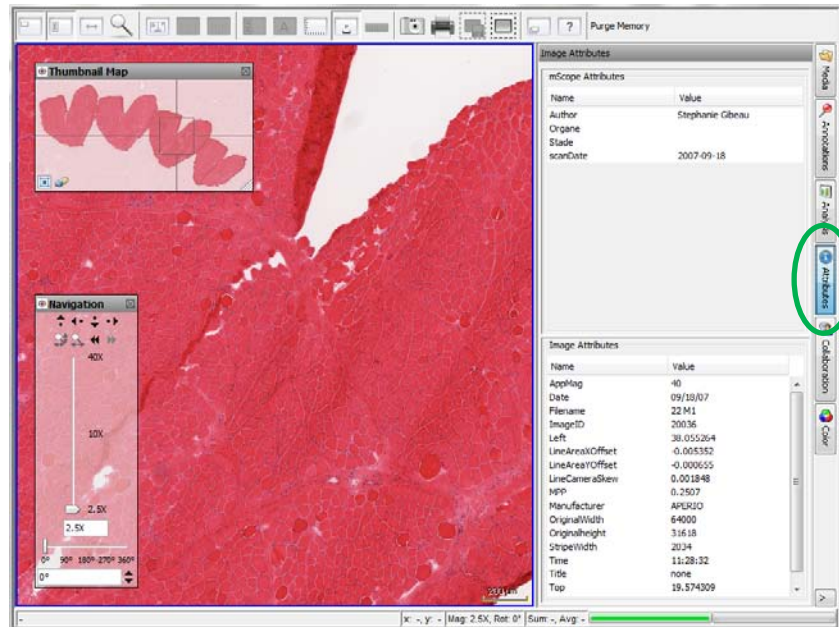 ? Purge Memory
Thumbnail Map
Navigation
40X
10X
2.5X
2.5X
0° 90° 180° 270° 360°
0°
Image Attributes
mScope Attributes
Name Value
Author Stephanie Gibeau
Organe
Stade
scanDate 2007-09-18
Image Attributes
Name Value
AppMag 40
Date 09/18/07
Filename 22 M1
ImageID 20036
Left 38.055264
LineAreaXOffset -0.005352
LineAreaYOffset -0.000655
LineCameraSkew 0.001848
MPP 0.2507
Manufacturer APERIO
OriginalWidth 64000
Originalheight 31618
StripeWidth 2034
Time 11:28:32
Title none
Top 19.574309
Media
Annotations
Analysis
Attributes
Collaboration
Color
>
- x: -, y: - Mag: 2.5X, Rot: 0° Sum: -, Avg: -